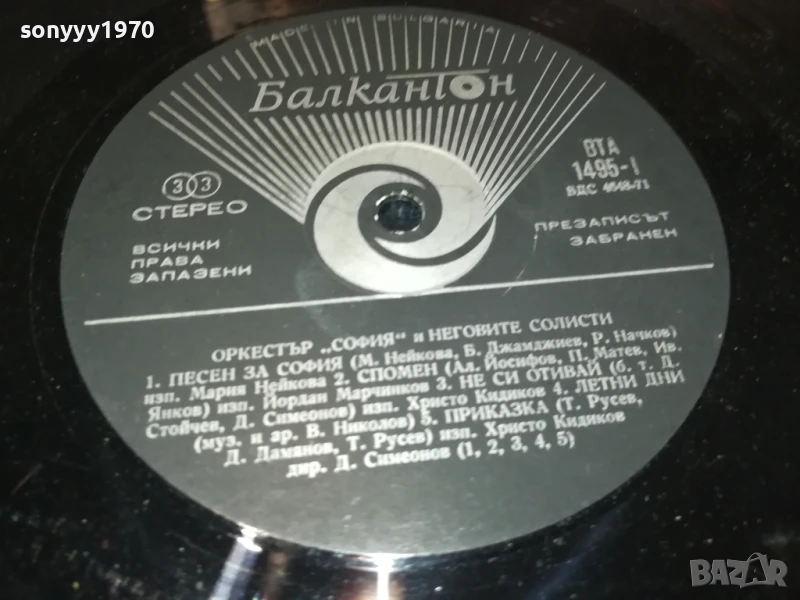 sonyyy1970
MADE IN BULGARIA
Балкантон
ВТА
1495-I
БДС 4648-71
33
СТЕРЕО
ВСИЧКИ
ПРАВА
ЗАПАЗЕНИ
ПРЕЗАПИСЪТ
ЗАБРАНЕН
ОРКЕСТЪР „СОФИЯ“ и НЕГОВИТЕ СОЛИСТИ
1. ПЕСЕН ЗА СОФИЯ (М. Нейкова, Б. Джамджиев, Р. Начков)
изп. Мария Нейкова 2. СПОМЕН (Ал. Йосифов, П. Матев, Ив.
Янков) изп. Йордан Марчинков 3. НЕ СИ ОТИВАЙ (б. т. Д.
Стойчев, Д. Симеонов) изп. Христо Кидиков 4. ЛЕТНИ ДНИ
(муз. и ар. В. Николов) 5. ПРИКАЗКА (Т. Русев,
Д. Дамянов, Т. Русев) изп. Христо Кидиков
дир. Д. Симеонов (1, 2, 3, 4, 5)
BAZAR